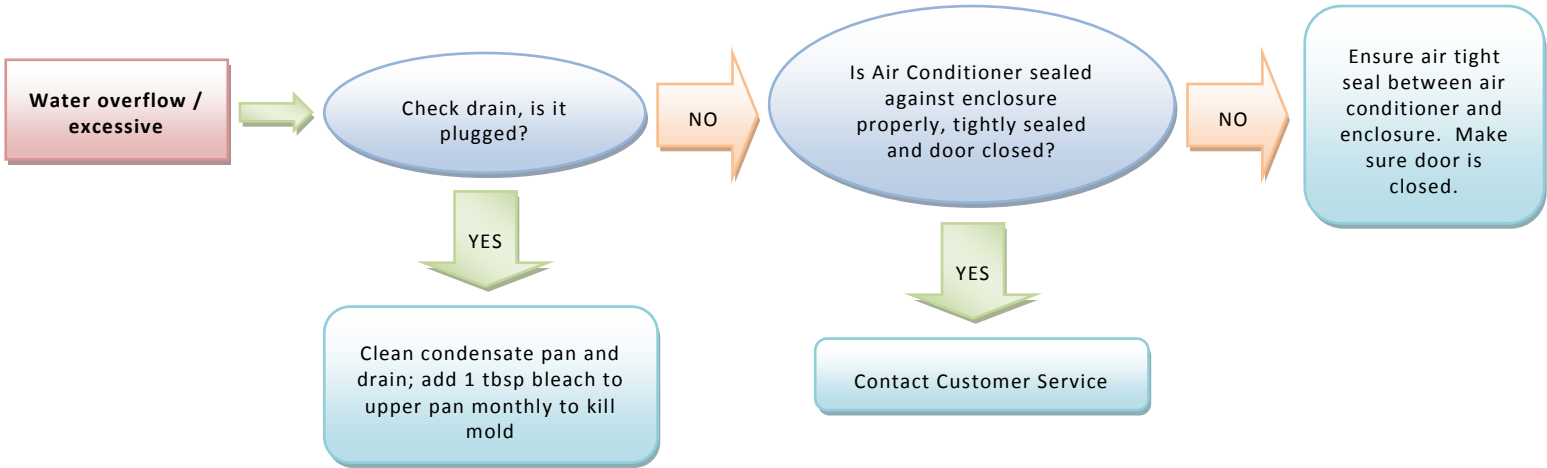 Water overflow /
excessive
Check drain, is it
plugged?
NO
Is Air Conditioner sealed
against enclosure
properly, tightly sealed
and door closed?
NO
Ensure air tight
seal between air
conditioner and
enclosure. Make
sure door is
closed.
YES
Clean condensate pan and
drain; add 1 tbsp bleach to
upper pan monthly to kill
mold
YES
Contact Customer Service